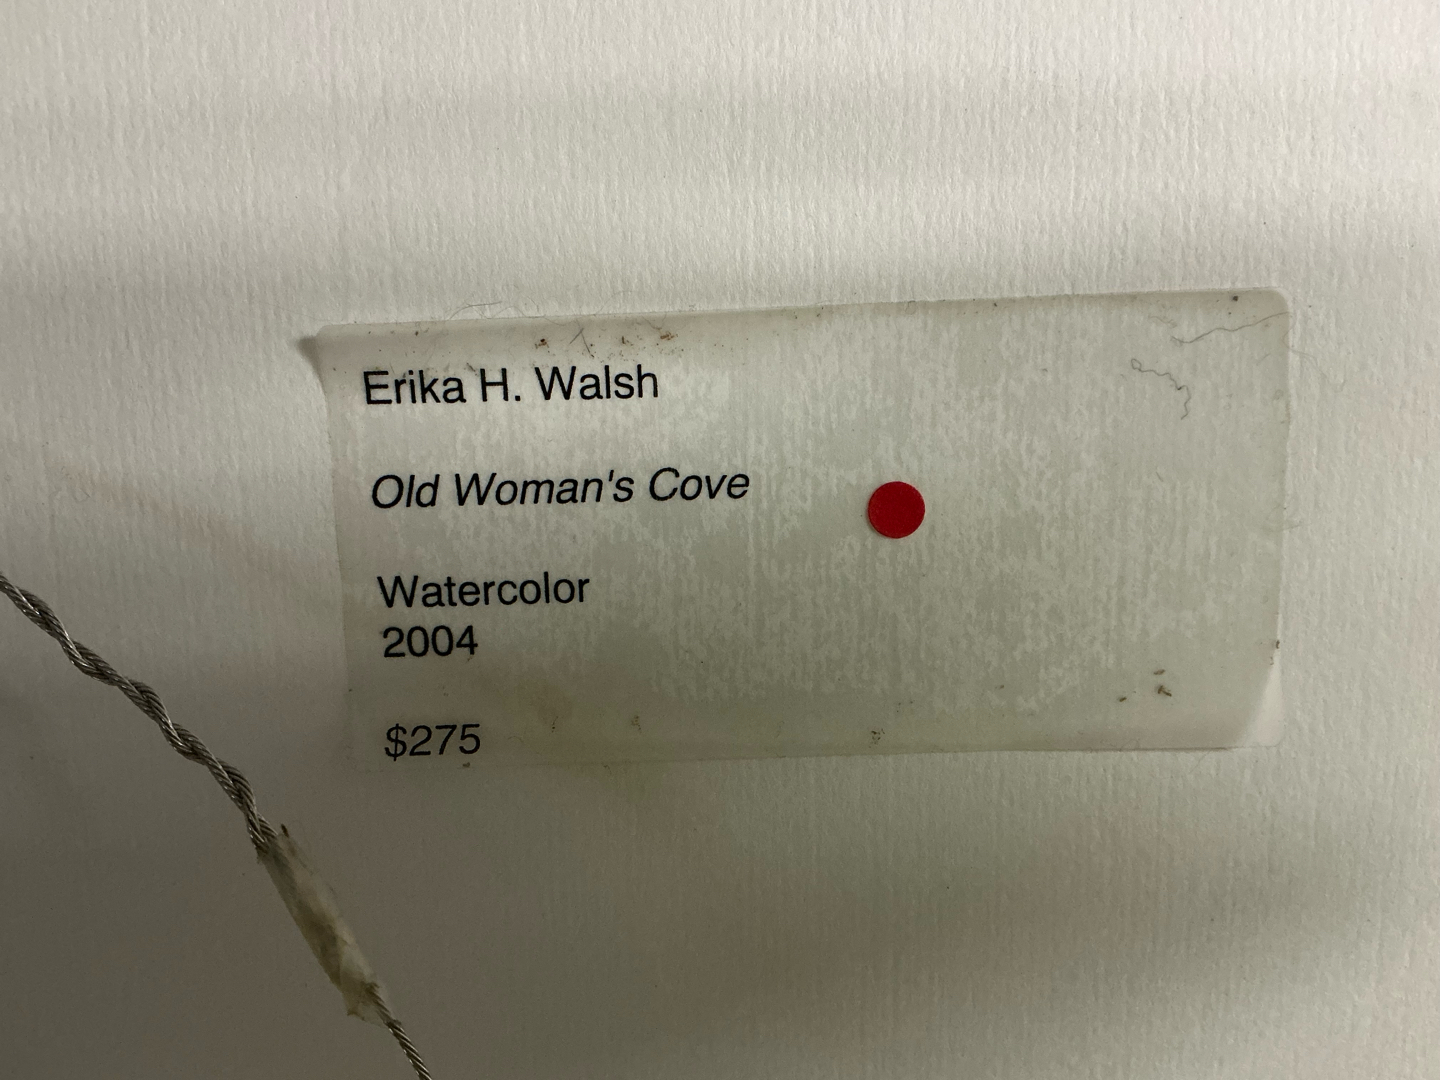 Erika H. Walsh
Old Woman's Cove
Watercolor
2004
$275